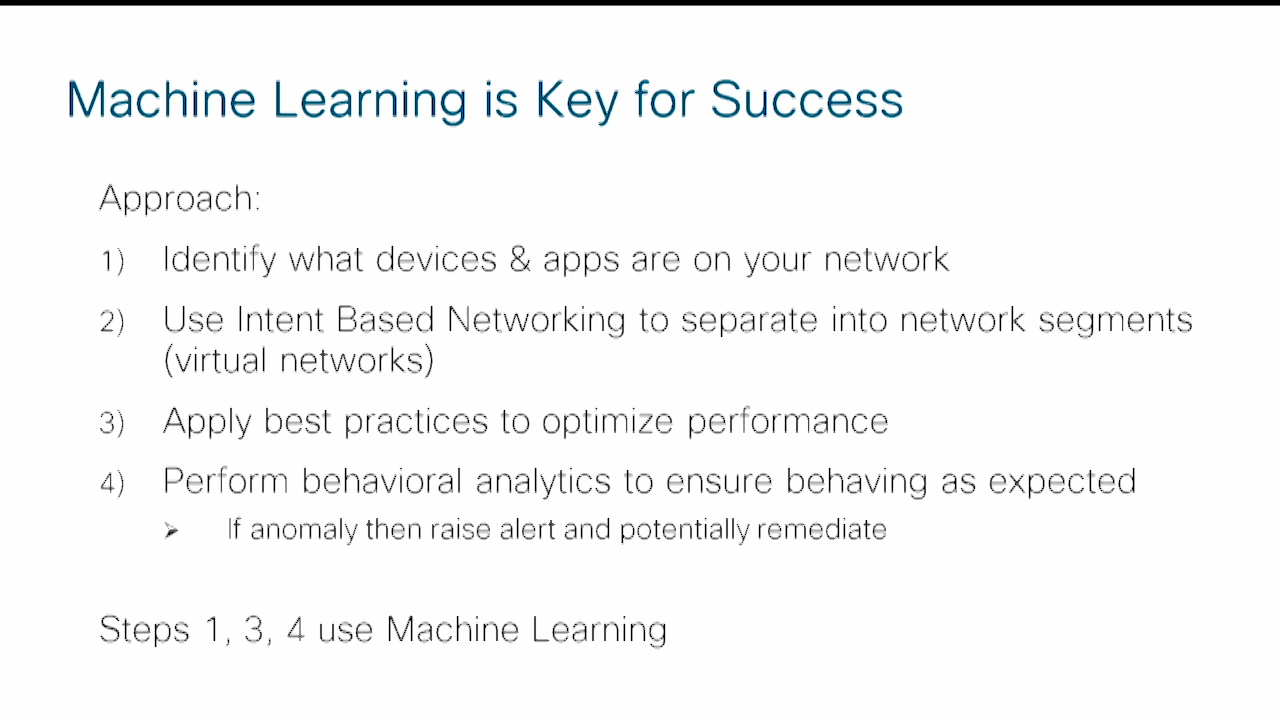 Machine Learning is Key for Success
Approach:
1) Identify what devices & apps are on your network
2) Use Intent Based Networking to separate into network segments
(virtual networks)
3) Apply best practices to optimize performance
4) Perform behavioral analytics to ensure behaving as expected
➢ If anomaly then raise alert and potentially remediate
Steps 1, 3, 4 use Machine Learning